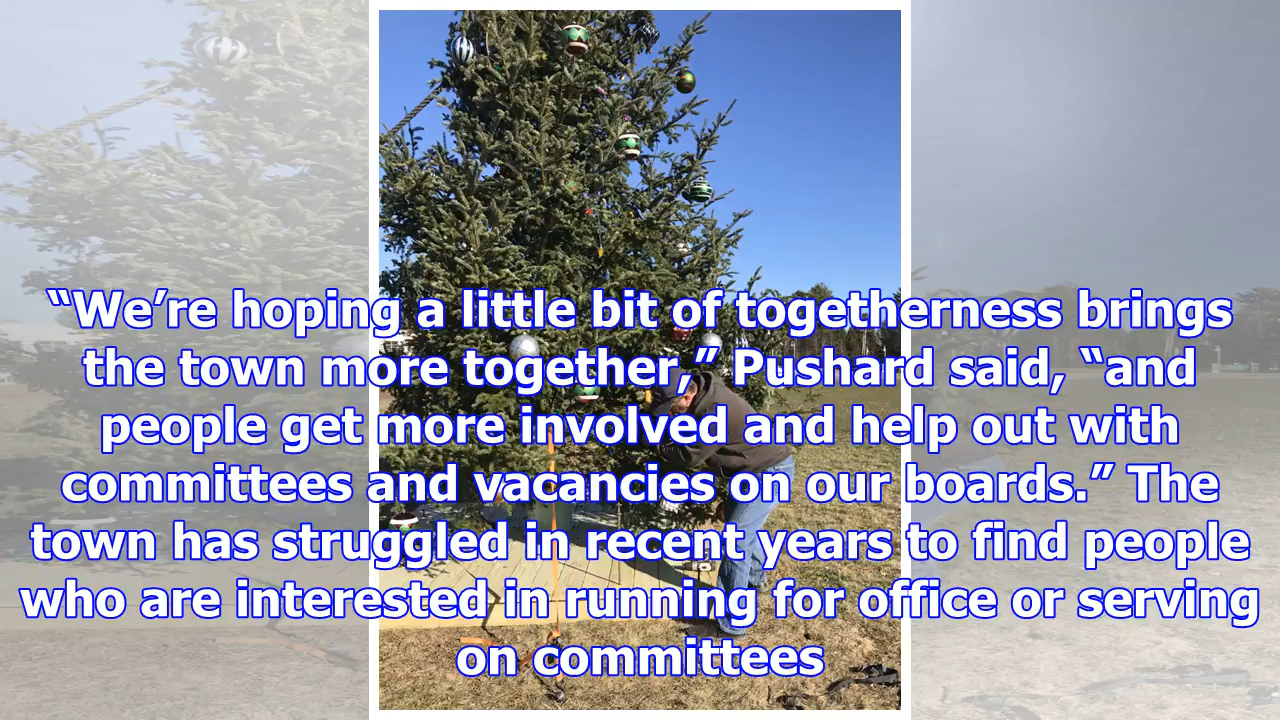 “We’re hoping a little bit of togetherness brings
the town more together,” Pushard said, “and
people get more involved and help out with
committees and vacancies on our boards.” The
town has struggled in recent years to find people
who are interested in running for office or serving
on committees